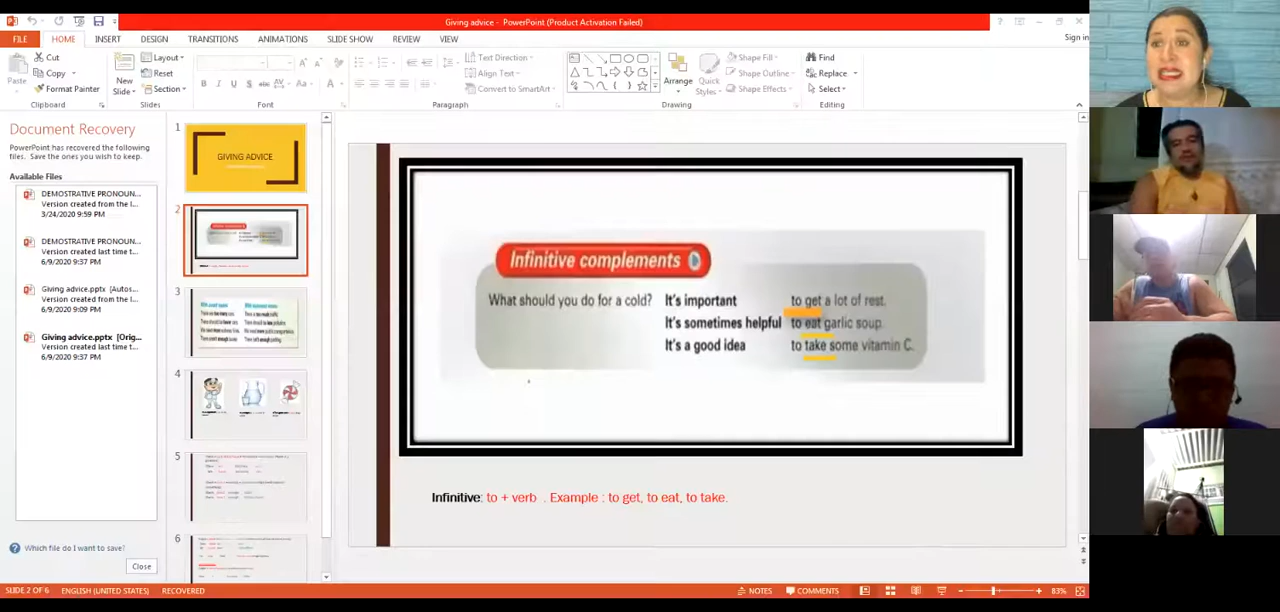 Giving advice - PowerPoint (Product Activation Failed)
FILE HOME INSERT DESIGN TRANSITIONS ANIMATIONS SLIDE SHOW REVIEW VIEW Sign in
Paste
Cut
Copy
Format Painter
Clipboard
New Slide
Layout
Reset
Section
Slides
Font
Text Direction
Align Text
Convert to SmartArt
Paragraph
Arrange
Quick Styles
Shape Fill
Shape Outline
Shape Effects
Drawing
Find
Replace
Select
Editing
Document Recovery
PowerPoint has recovered the following
files. Save the ones you wish to keep.
Available Files
DEMOSTRATIVE PRONOUN...
Version created from the l...
3/24/2020 9:59 PM
DEMOSTRATIVE PRONOUN...
Version created last time t...
6/9/2020 9:37 PM
Giving advice.pptx [Autos...
Version created from the l...
6/9/2020 9:09 PM
Giving advice.pptx [Orig...
Version created last time t...
6/9/2020 9:37 PM
Which file do I want to save?
Close
1
GIVING ADVICE
2
3
4
5
6
Infinitive complements
What should you do for a cold? It's important to get a lot of rest.
It's sometimes helpful to eat garlic soup.
It's a good idea to take some vitamin C.
Infinitive: to + verb . Example : to get, to eat, to take.
SLIDE 2 OF 6 ENGLISH (UNITED STATES) RECOVERED NOTES COMMENTS 83%